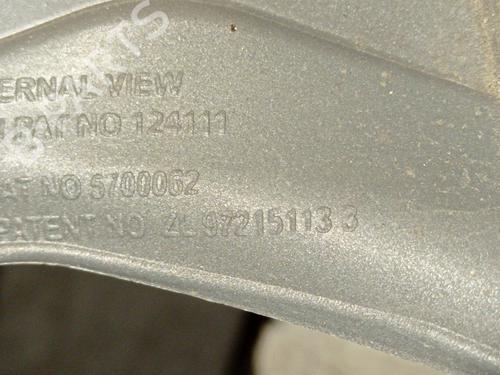 ERNAL VIEW
PAT NO 124111
AT NO 5700062
PATENT NO ZL 97215113 3